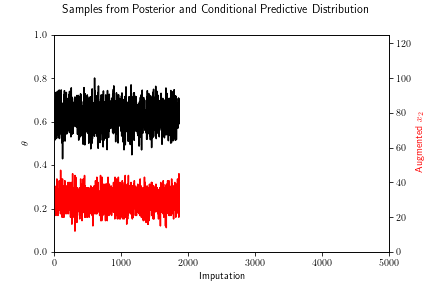 Samples from Posterior and Conditional Predictive Distribution
1.0
0.8
0.6
0.4
0.2
0.0
θ
120
100
80
60
40
20
0
Augmented x₂
0 1000 2000 3000 4000 5000
Imputation